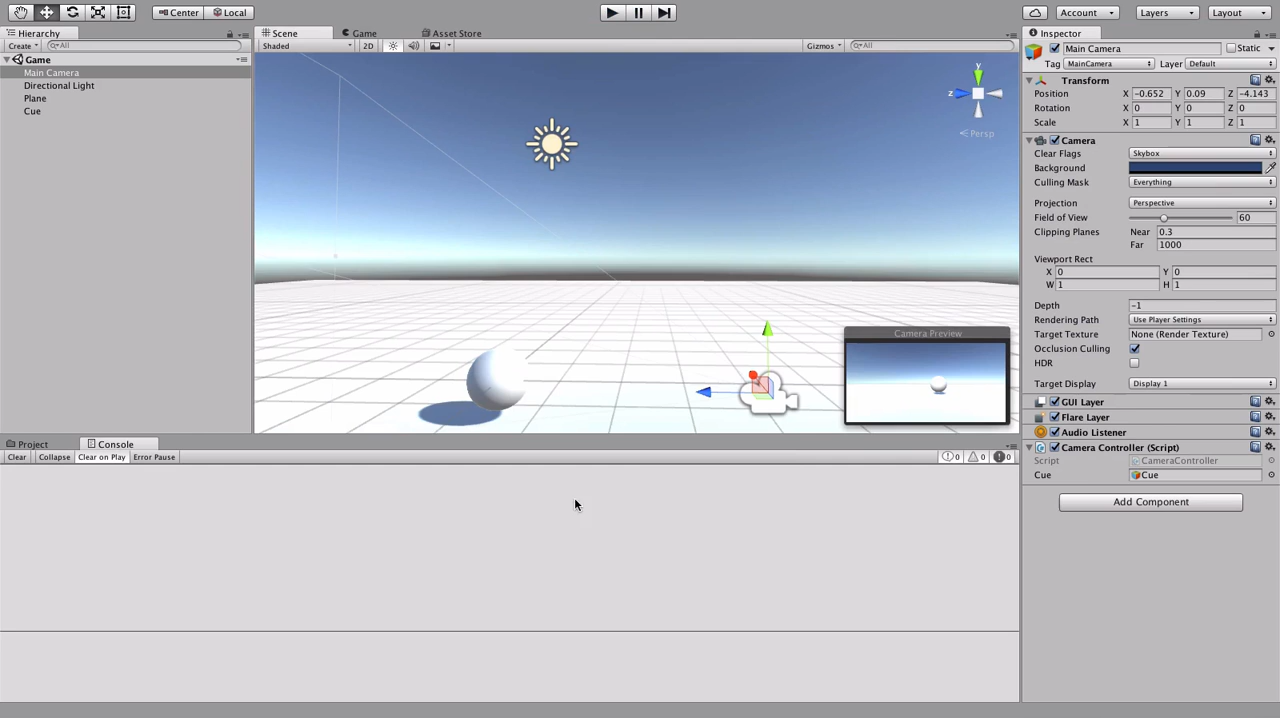 Center Local
Account Layers Layout
Hierarchy
Create All
Game
Main Camera
Directional Light
Plane
Cue
Scene Game Asset Store
Shaded 2D Gizmos All
y
z
Persp
Camera Preview
Project Console
Clear Collapse Clear on Play Error Pause 0 0 0
Inspector
Main Camera Static
Tag MainCamera Layer Default
Transform
Position X -0.652 Y 0.09 Z -4.143
Rotation X 0 Y 0 Z 0
Scale X 1 Y 1 Z 1
Camera
Clear Flags Skybox
Background
Culling Mask Everything
Projection Perspective
Field of View 60
Clipping Planes Near 0.3
Far 1000
Viewport Rect
X 0 Y 0
W 1 H 1
Depth -1
Rendering Path Use Player Settings
Target Texture None (Render Texture)
Occlusion Culling
HDR
Target Display Display 1
GUI Layer
Flare Layer
Audio Listener
Camera Controller (Script)
Script CameraController
Cue Cue
Add Component